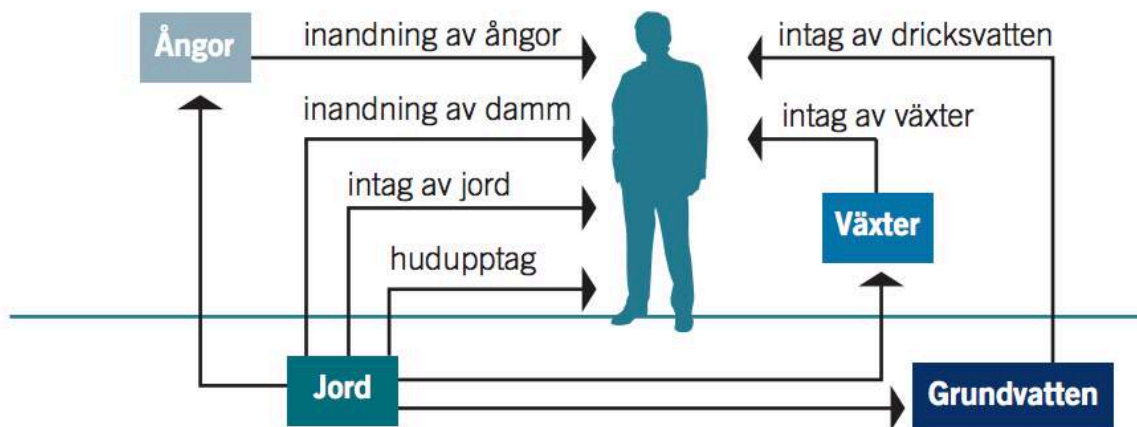 Ångor
inandning av ångor
intag av dricksvatten
inandning av damm
intag av växter
intag av jord
Växter
hudupptag
Jord
Grundvatten